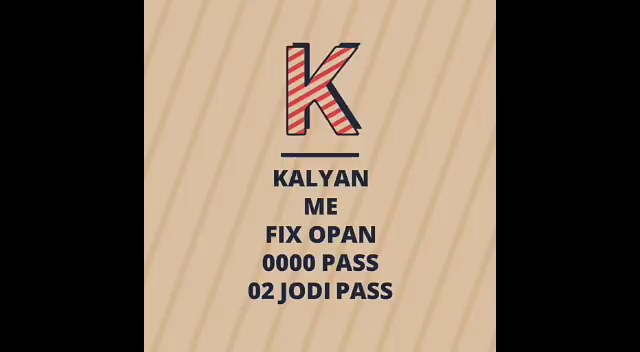 K
KALYAN
ME
FIX OPAN
0000 PASS
02 JODI PASS